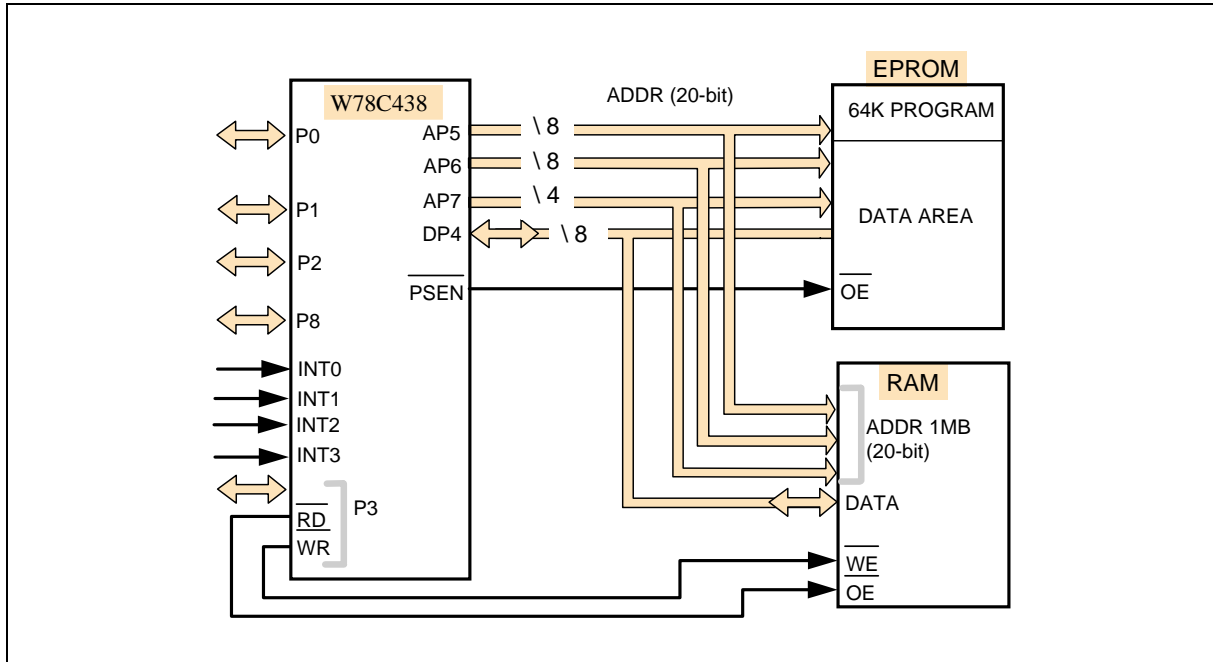 W78C438
P0
P1
P2
P8
INT0
INT1
INT2
INT3
RD
WR
P3
AP5
AP6
AP7
DP4
PSEN
\ 8
\ 8
\ 4
\ 8
ADDR (20-bit)
EPROM
64K PROGRAM
DATA AREA
OE
RAM
ADDR 1MB
(20-bit)
DATA
WE
OE